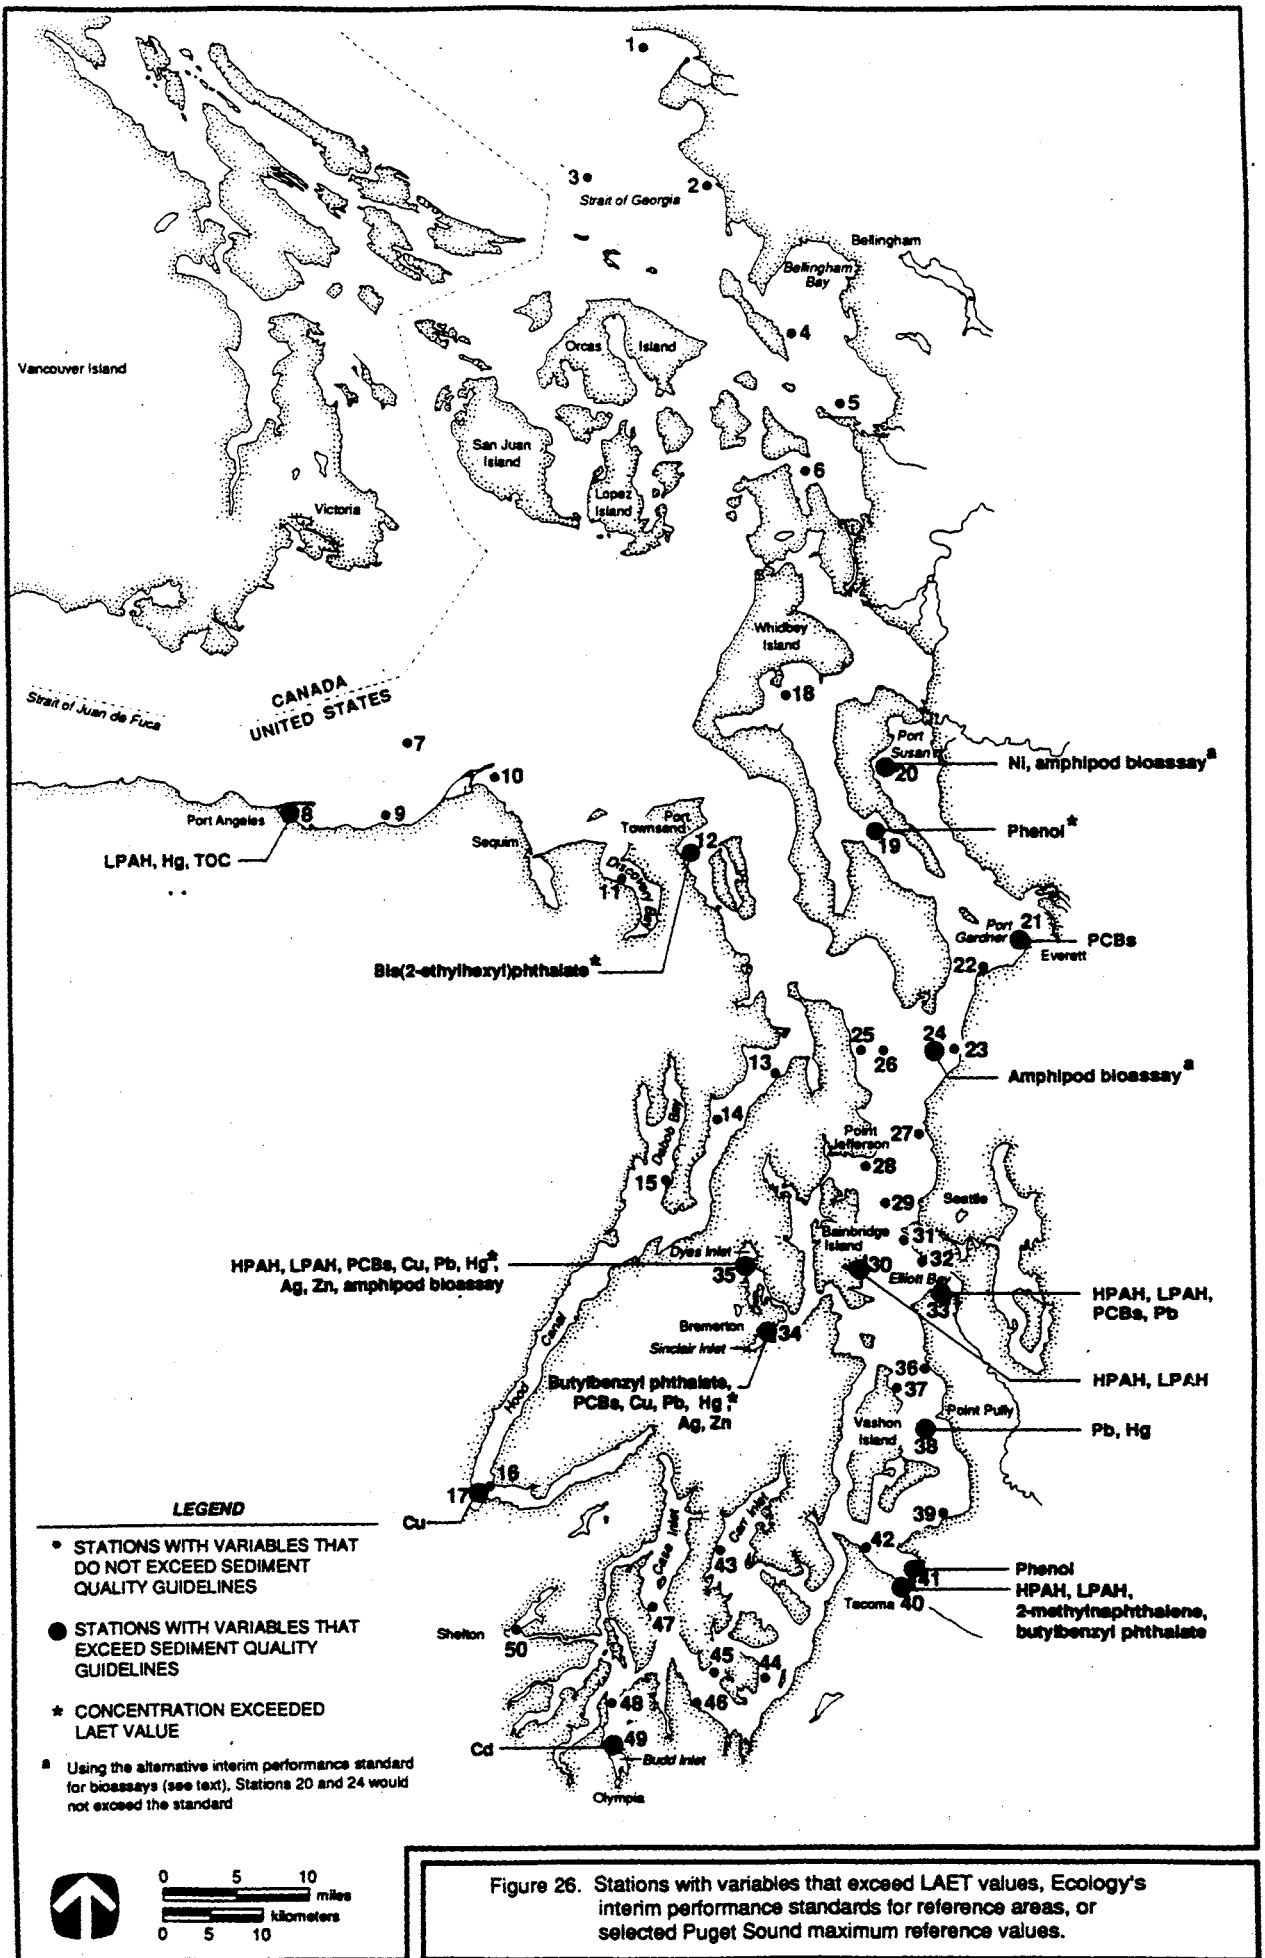 1
3
Strait of Georgia
2
Bellingham
Bellingham
Bay
4
Orcas Island
Vancouver Island
5
San Juan
Island
6
Lopez
Island
Victoria
Whidbey
Island
18
CANADA
UNITED STATES
Strait of Juan de Fuca
7
Port
Susan
20
Ni, amphipod bioassay a
10
Port Angeles
8
9
LPAH, Hg, TOC
Sequim
Port
Townsend
12
19
Phenol*
Discovery Bay
11
Bis(2-ethylhexyl)phthalate*
Port
Gardner
21
PCBs
Everett
22
25
26
24
23
Amphipod bioassay a
13
14
Dabob Bay
15
Point
Jefferson
27
28
29
Seattle
Bainbridge
Island
31
32
30
Elliott Bay
33
HPAH, LPAH,
PCBs, Pb
HPAH, LPAH
Dyes Inlet
35
HPAH, LPAH, PCBs, Cu, Pb, Hg*,
Ag, Zn, amphipod bioassay
Bremerton
34
Sinclair Inlet
Butylbenzyl phthalate,
PCBs, Cu, Pb, Hg,*
Ag, Zn
Hood Canal
36
37
Point Pully
Vashon
Island
38
Pb, Hg
16
17
Cu
Case Inlet
Carr Inlet
39
42
43
41
Phenol
40
Tacoma
HPAH, LPAH,
2-methylnaphthalene,
butylbenzyl phthalate
47
Shelton
50
45
44
48
46
49
Cd
Budd Inlet
Olympia
LEGEND
STATIONS WITH VARIABLES THAT
DO NOT EXCEED SEDIMENT
QUALITY GUIDELINES
STATIONS WITH VARIABLES THAT
EXCEED SEDIMENT QUALITY
GUIDELINES
* CONCENTRATION EXCEEDED
LAET VALUE
a Using the alternative interim performance standard
for bioassays (see text), Stations 20 and 24 would
not exceed the standard
0 5 10
miles
kilometers
0 5 10
Figure 26. Stations with variables that exceed LAET values, Ecology's
interim performance standards for reference areas, or
selected Puget Sound maximum reference values.